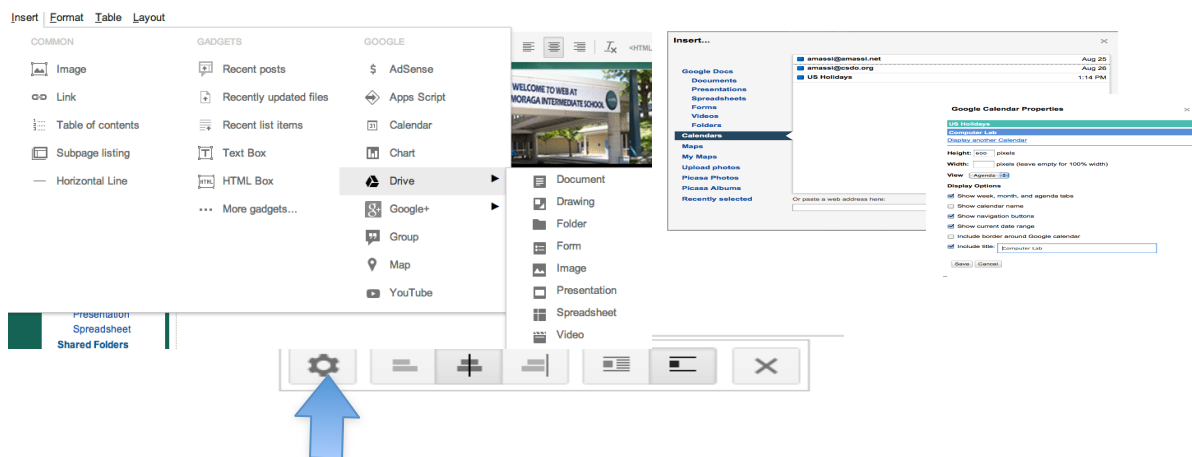 Insert Format Table Layout
COMMON
Image
Link
Table of contents
Subpage listing
Horizontal Line
GADGETS
Recent posts
Recently updated files
Recent list items
Text Box
HTML Box
More gadgets...
GOOGLE
$ AdSense
Apps Script
31 Calendar
Chart
Drive
Google+
Group
Map
YouTube
Document
Drawing
Folder
Form
Image
Presentation
Spreadsheet
Video
<HTML
WELCOME TO WEB AT
MORAGA INTERMEDIATE SCHOOL
Presentation
Spreadsheet
Shared Folders
Insert...
Google Docs
Documents
Presentations
Spreadsheets
Forms
Videos
Folders
Calendars
Maps
My Maps
Upload photos
Picasa Photos
Picasa Albums
Recently selected
amassi@amassi.net Aug 25
amassi@csdo.org Aug 26
US Holidays 1:14 PM
Or paste a web address here:
Google Calendar Properties
US Holidays
Computer Lab
Display another Calendar
Height: 600 pixels
Width: pixels (leave empty for 100% width)
View Agenda
Display Options
Show week, month, and agenda tabs
Show calendar name
Show navigation buttons
Show current date range
Include border around Google calendar
Include title: Computer Lab
Save Cancel